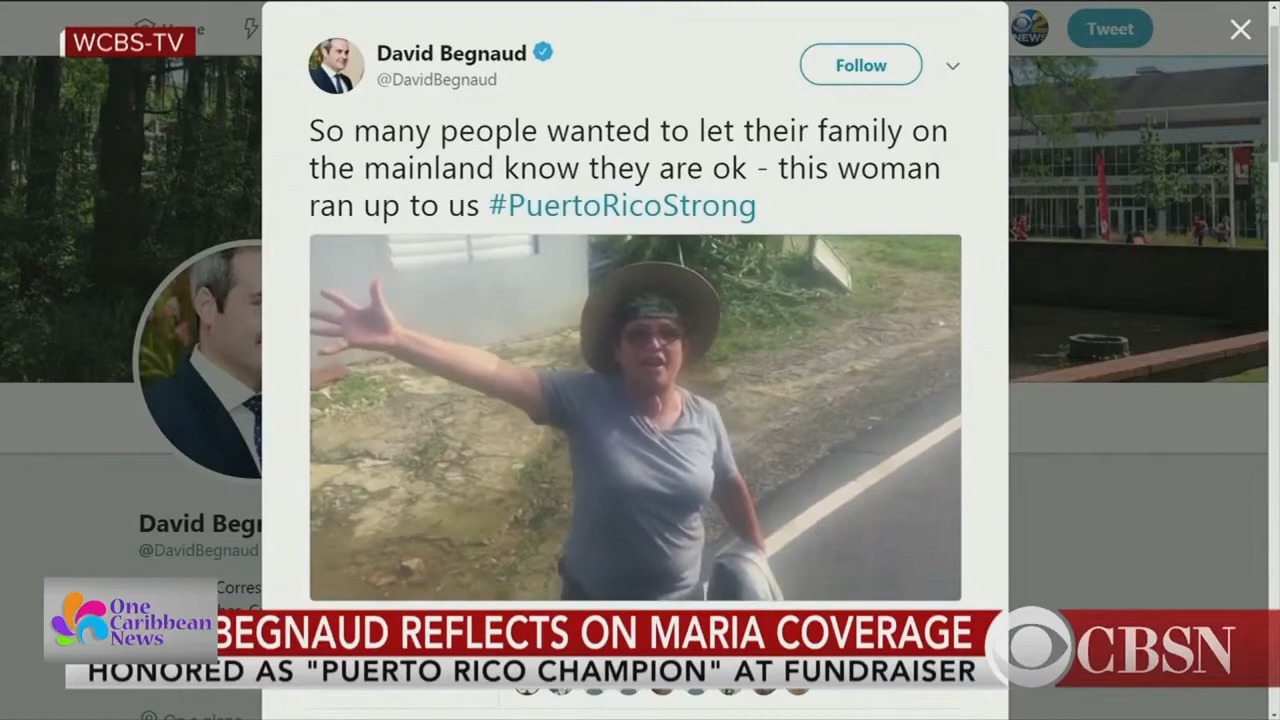 WCBS-TV
Tweet
David Begnaud
@DavidBegnaud
Follow
So many people wanted to let their family on
the mainland know they are ok - this woman
ran up to us #PuertoRicoStrong
David Begn
@DavidBegnaud
Corres
One
Caribbean
News
BEGNAUD REFLECTS ON MARIA COVERAGE
HONORED AS "PUERTO RICO CHAMPION" AT FUNDRAISER
CBSN